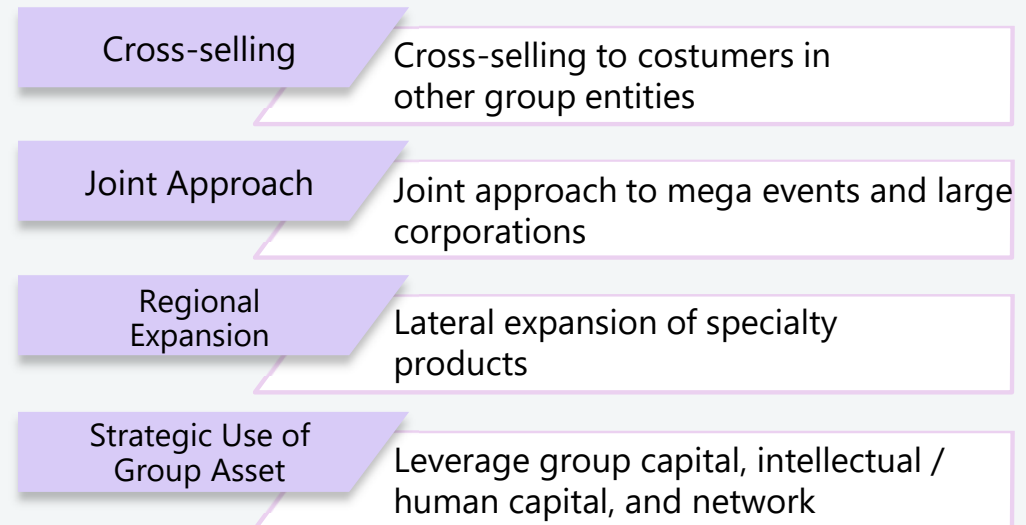 Cross-selling
Cross-selling to costumers in
other group entities
Joint Approach
Joint approach to mega events and large
corporations
Regional
Expansion
Lateral expansion of specialty
products
Strategic Use of
Group Asset
Leverage group capital, intellectual /
human capital, and network